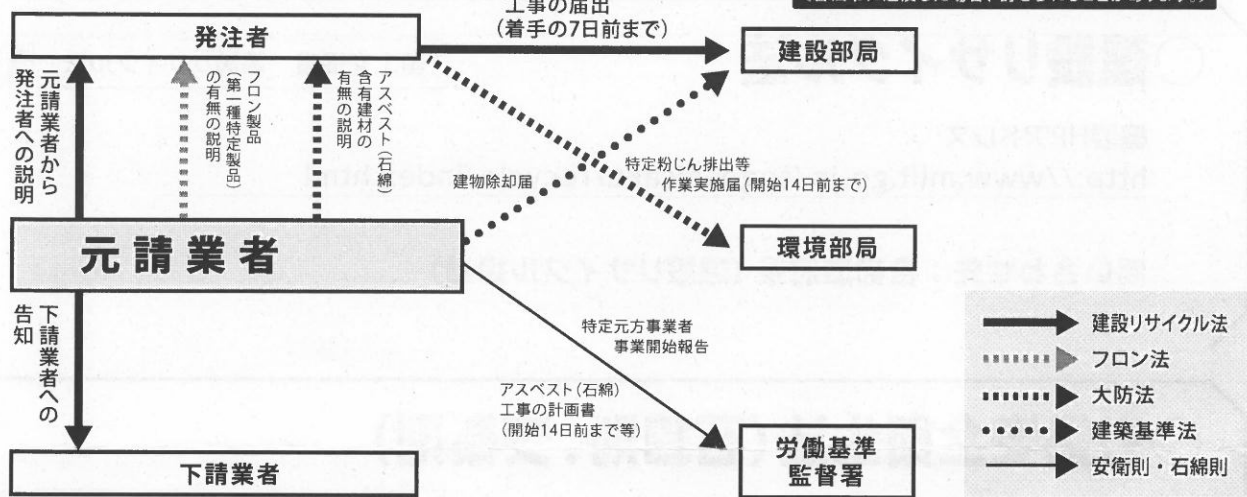 工事の届出
(着手の7日前まで)
発注者
建設部局
元請業者から
発注者への説明
フロン製品
(第一種特定製品)
の有無の説明
アスベスト(石綿)
含有建材の
有無の説明
建物除却届
特定粉じん排出等
作業実施届(開始14日前まで)
元請業者
環境部局
下請業者への
告知
特定元方事業者
事業開始報告
アスベスト(石綿)
工事の計画書
(開始14日前まで等)
下請業者
労働基準
監督署
建設リサイクル法
フロン法
大防法
建築基準法
安衛則・石綿則